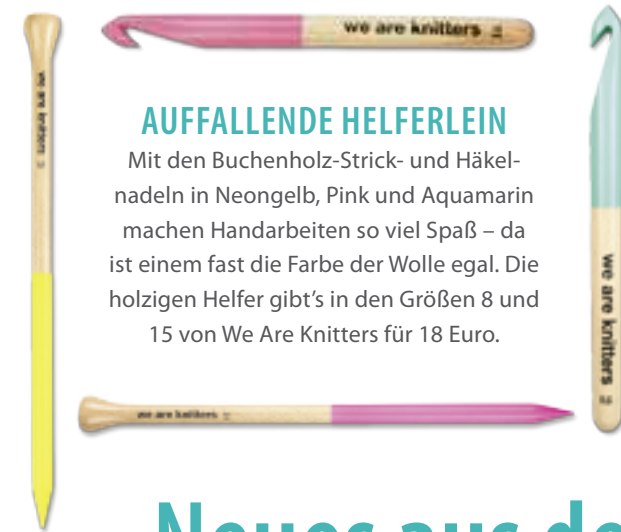 we are knitters
we are knitters
AUFFALLENDE HELFERLEIN
Mit den Buchenholz-Strick- und Häkel-
nadeln in Neongelb, Pink und Aquamarin
machen Handarbeiten so viel Spaß – da
ist einem fast die Farbe der Wolle egal. Die
holzigen Helfer gibt’s in den Größen 8 und
15 von We Are Knitters für 18 Euro.
we are knitters
we are knitters
Neues aus de